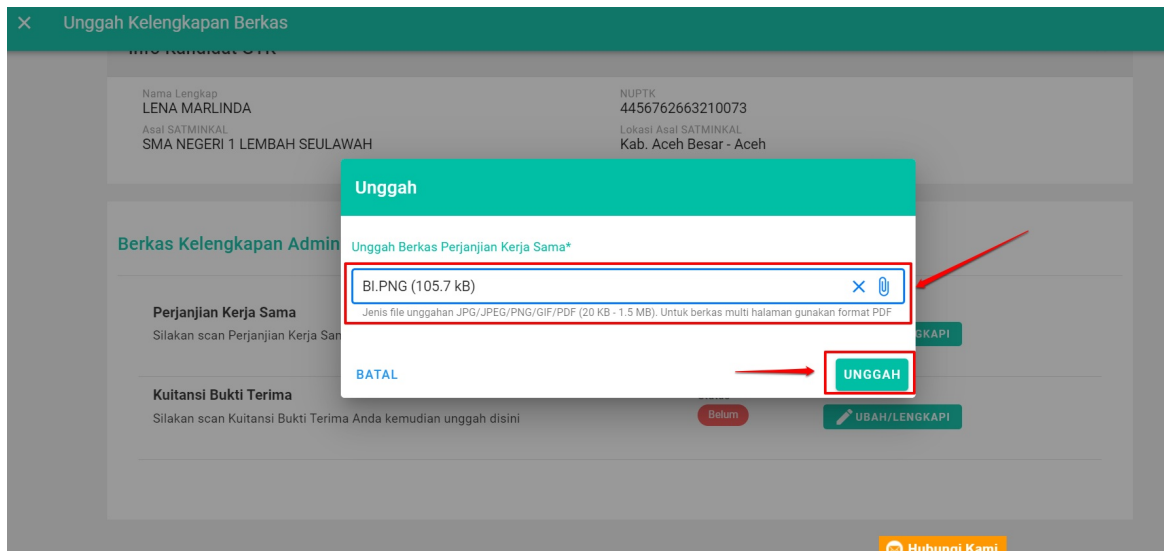 Unggah Kelengkapan Berkas
Info Kandidat GTK
Nama Lengkap
LENA MARLINDA
NUPTK
4456762663210073
Asal SATMINKAL
SMA NEGERI 1 LEMBAH SEULAWAH
Lokasi Asal SATMINKAL
Kab. Aceh Besar - Aceh
Unggah
Berkas Kelengkapan Admin
Unggah Berkas Perjanjian Kerja Sama*
BI.PNG (105.7 kB)
Jenis file unggahan JPG/JPEG/PNG/GIF/PDF (20 KB - 1.5 MB). Untuk berkas multi halaman gunakan format PDF
Perjanjian Kerja Sama
Silakan scan Perjanjian Kerja San
GKAPI
BATAL
UNGGAH
Kuitansi Bukti Terima
Silakan scan Kuitansi Bukti Terima Anda kemudian unggah disini
Status
Belum
UBAH/LENGKAPI
Hubungi Kami